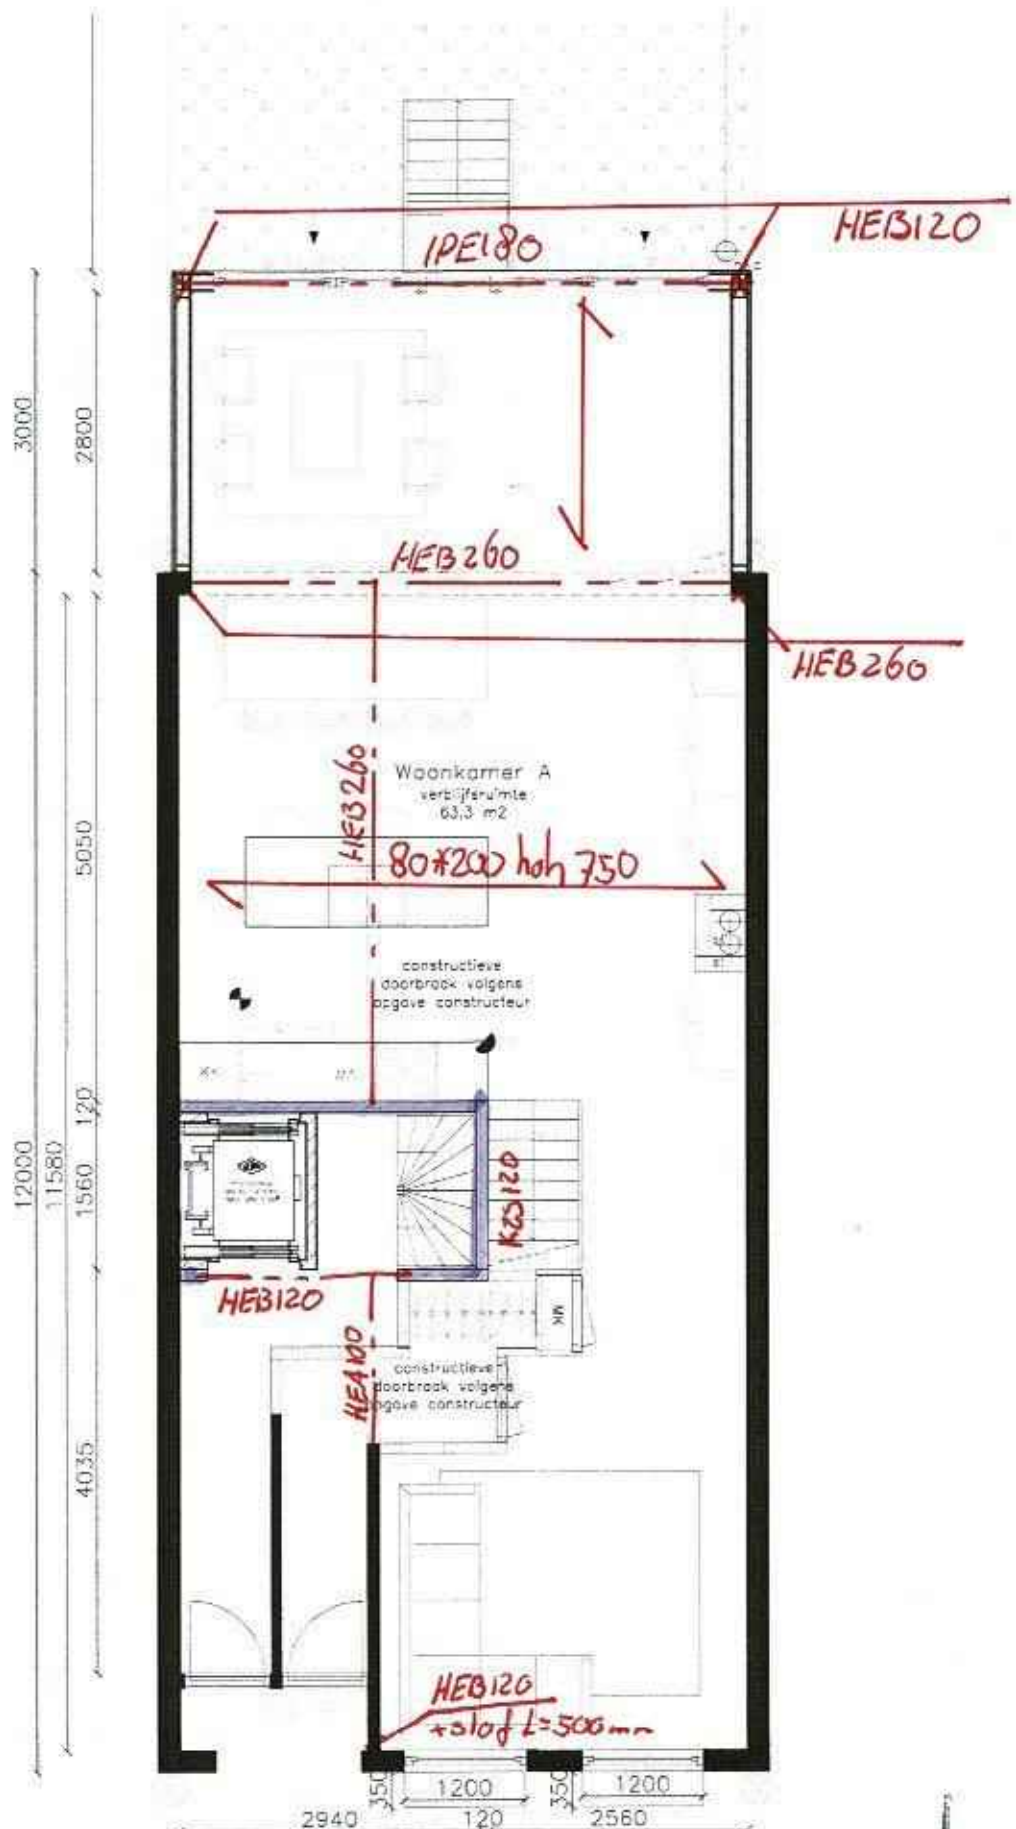 HEB120
IPE180
3000
2800
HEB260
HEB260
HEB260
Woonkamer A
verblijfsruimte
63,3 m2
80*200 hoh 750
5050
constructieve
doorbraak volgens
opgave constructeur
120
12000
11580
1560
KZS120
HEB120
MK
HEA100
constructieve
doorbraak volgens
opgave constructeur
4035
HEB120
+slof L=500mm
350
1200
350
1200
2940
120
2560